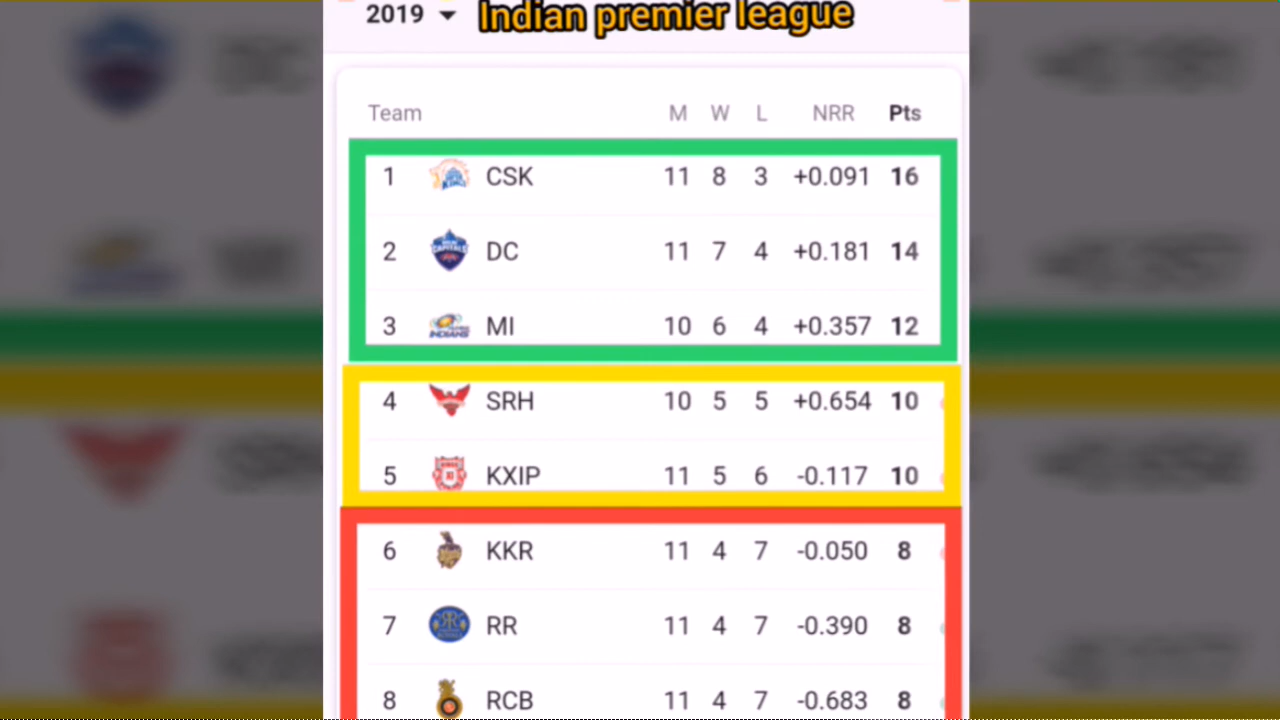 2019 Indian premier league
Team M W L NRR Pts
1 CSK 11 8 3 +0.091 16
2 DC 11 7 4 +0.181 14
3 MI 10 6 4 +0.357 12
4 SRH 10 5 5 +0.654 10
5 KXIP 11 5 6 -0.117 10
6 KKR 11 4 7 -0.050 8
7 RR 11 4 7 -0.390 8
8 RCB 11 4 7 -0.683 8